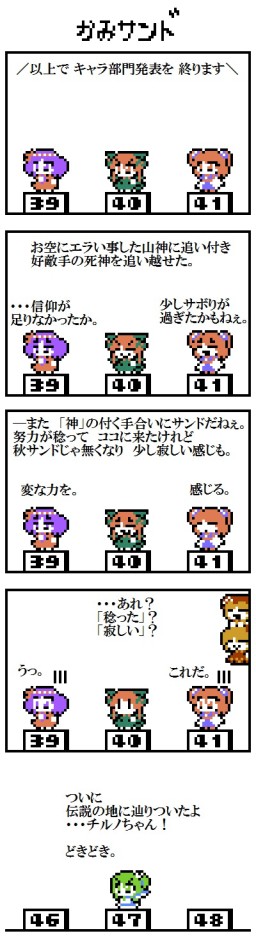 かみサンド
／以上で キャラ部門発表を 終ります＼
39
40
41
お空にエラい事した山神に追い付き
好敵手の死神を追い越せた。
・・・信仰が
足りなかったか。
少しサボりが
過ぎたかもねぇ。
39
40
41
―また 「神」の付く手合いにサンドだねぇ。
努力が稔って ココに来たけれど
秋サンドじゃ無くなり 少し寂しい感じも。
変な力を。
感じる。
39
40
41
・・・あれ？
「稔った」？
「寂しい」？
うっ。
これだ。
39
40
41
ついに
伝説の地に辿りついたよ
・・・チルノちゃん！
どきどき。
46
47
48